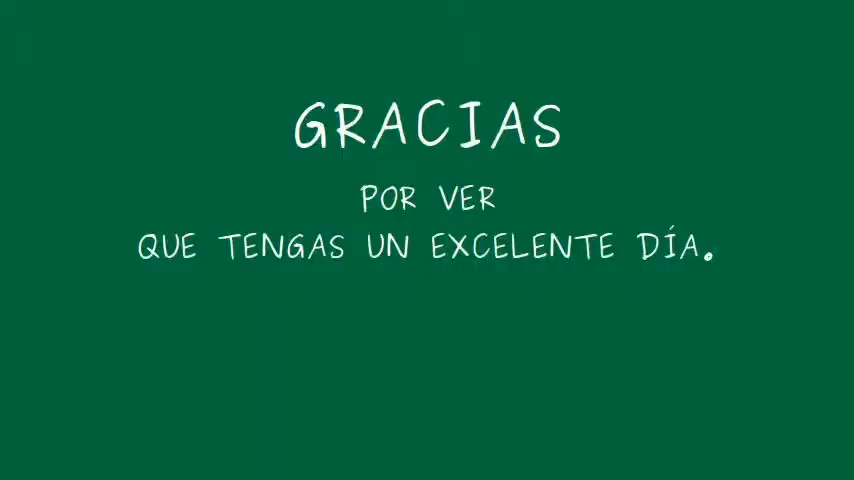 GRACIAS
POR VER
QUE TENGAS UN EXCELENTE DÍA.